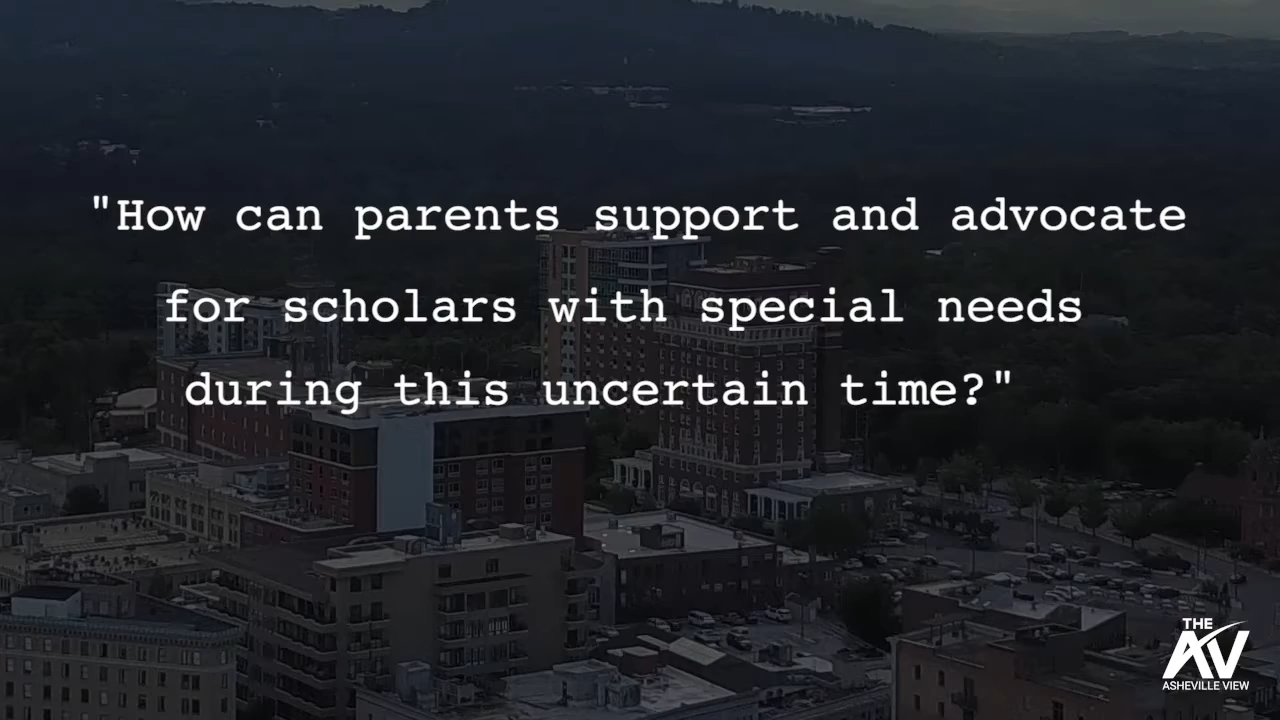 "How can parents support and advocate
for scholars with special needs
during this uncertain time?"
THE
AV
ASHEVILLE VIEW